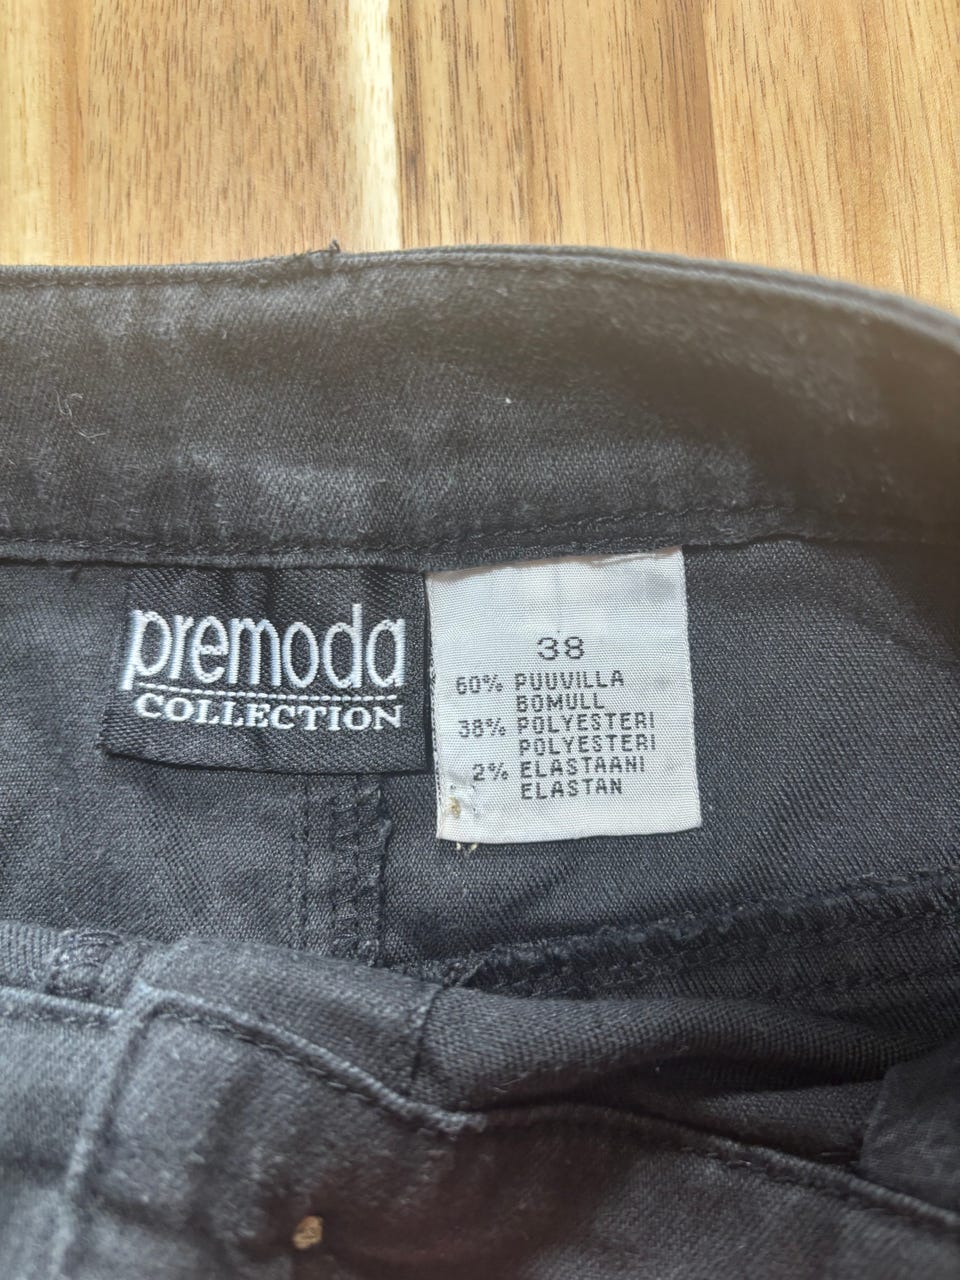 premoda
COLLECTION
38
60% PUUVILLA
BOMULL
38% POLYESTERI
POLYESTERI
2% ELASTAANI
ELASTAN